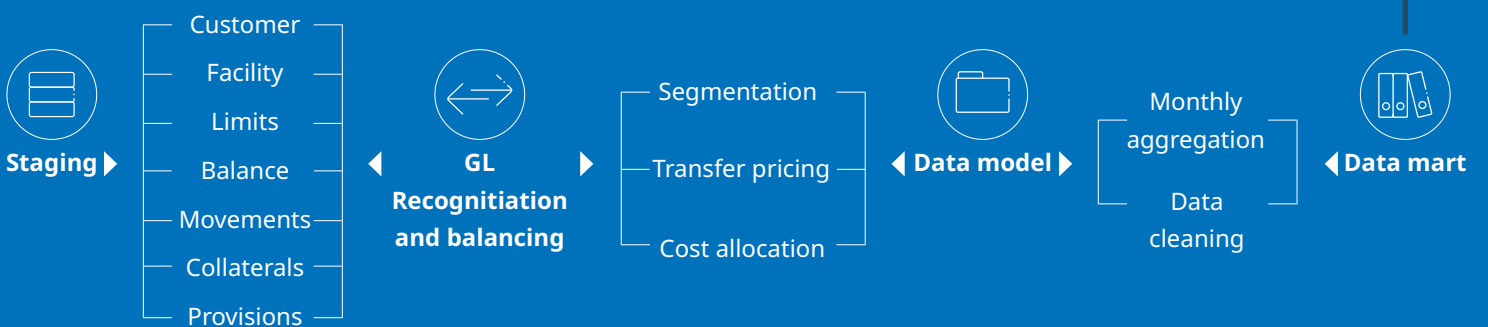 Staging
Customer
Facility
Limits
Balance
Movements
Collaterals
Provisions
GL
Recognitiation
and balancing
Segmentation
Transfer pricing
Cost allocation
Data model
Monthly
aggregation
Data
cleaning
Data mart